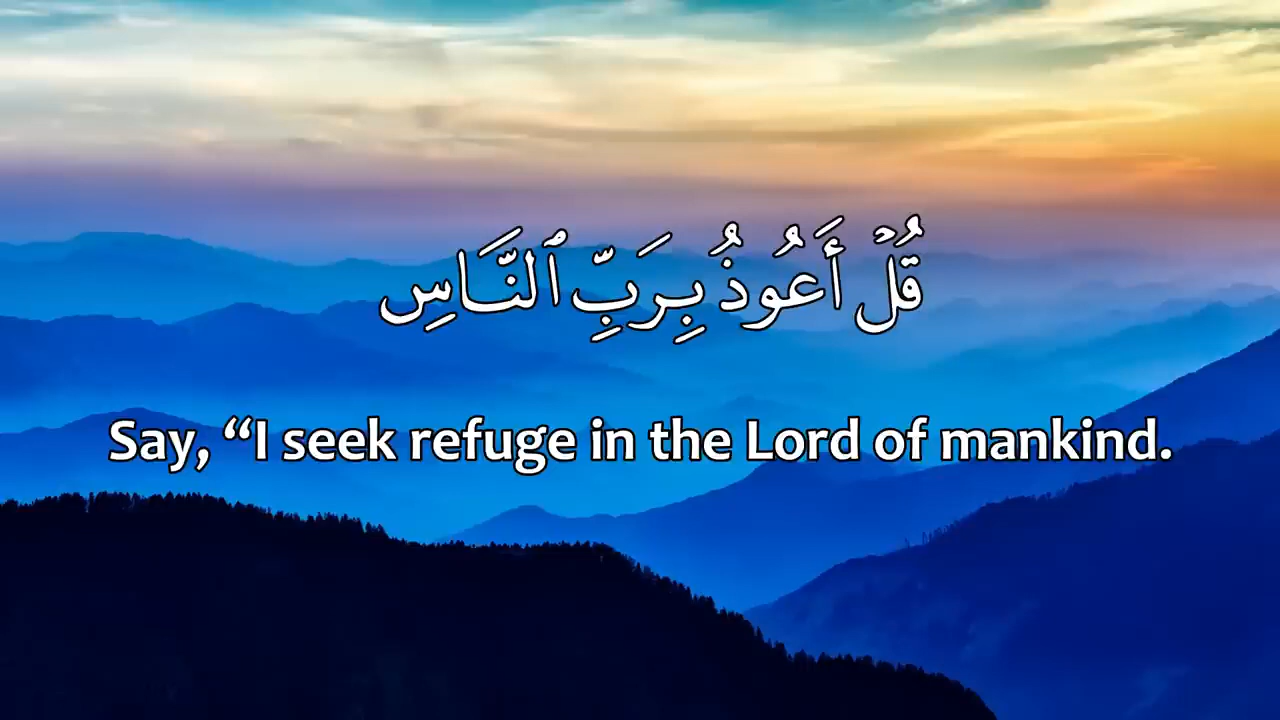 قُلْ أَعُوذُ بِرَبِّ ٱلنَّاسِ
Say, “I seek refuge in the Lord of mankind.